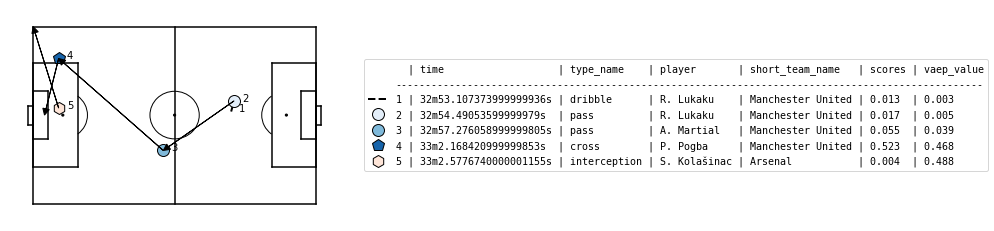 4
5
2
1
3
| time | type_name | player | short_team_name | scores | vaep_value
--------------------------------------------------------------------------------------------------
1 | 32m53.107373999999936s | dribble | R. Lukaku | Manchester United | 0.013 | 0.003
2 | 32m54.49053599999979s | pass | R. Lukaku | Manchester United | 0.017 | 0.005
3 | 32m57.276058999999805s | pass | A. Martial | Manchester United | 0.055 | 0.039
4 | 33m2.168420999999853s | cross | P. Pogba | Manchester United | 0.523 | 0.468
5 | 33m2.5776740000001155s | interception | S. Kolašinac | Arsenal | 0.004 | 0.488